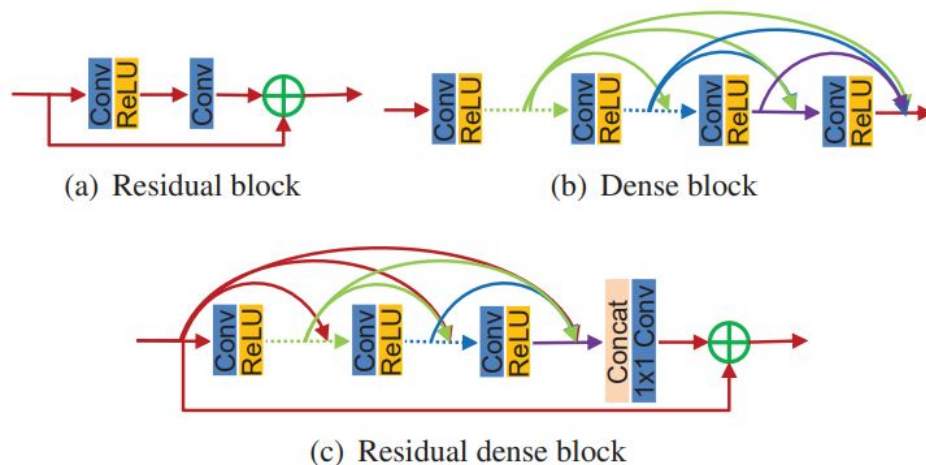 Conv
ReLU
Conv
(a) Residual block
Conv
ReLU
Conv
ReLU
Conv
ReLU
Conv
ReLU
(b) Dense block
Conv
ReLU
Conv
ReLU
Conv
ReLU
Concat
1x1 Conv
(c) Residual dense block